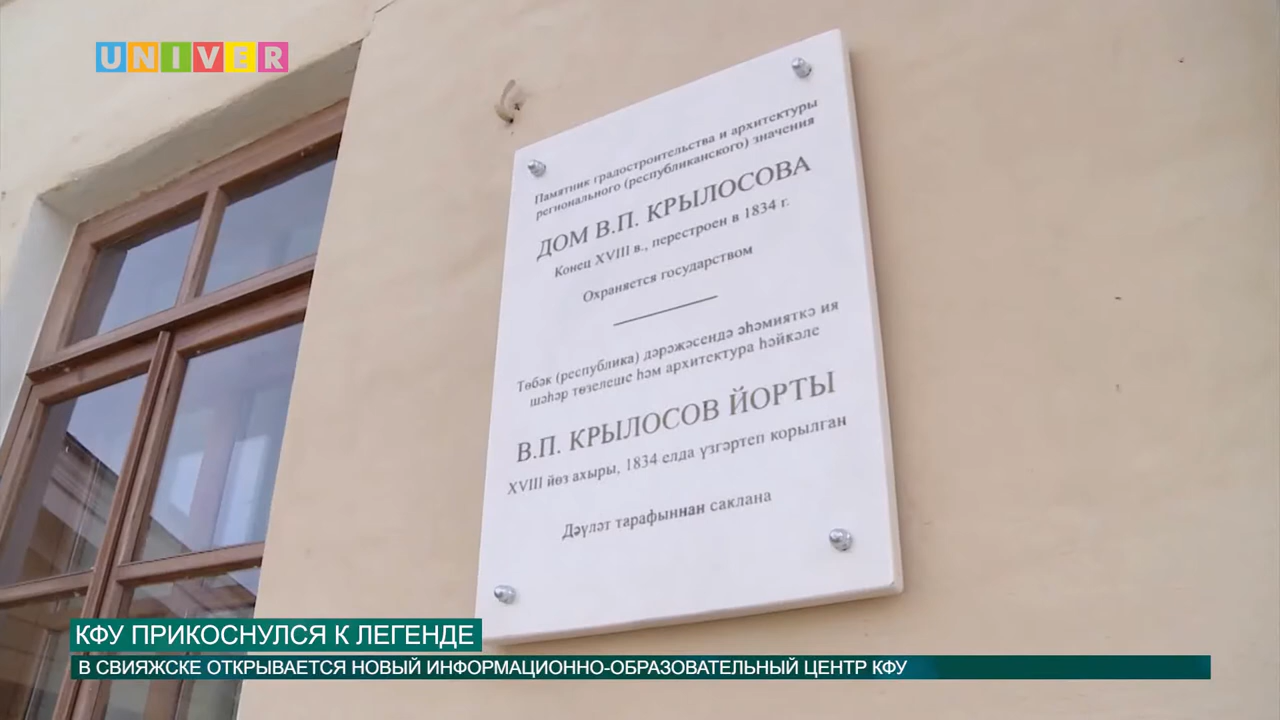 UNIVER
Памятник градостроительства и архитектуры
регионального (республиканского) значения
ДОМ В.П. КРЫЛОСОВА
Конец XVIII в., перестроен в 1834 г.
Охраняется государством
Төбәк (республика) дәрәҗәсендә әһәмияткә ия
шәһәр төзелеше һәм архитектура һәйкәле
В.П. КРЫЛОСОВ ЙОРТЫ
XVIII йөз ахыры, 1834 елда үзгәртеп корылган
Дәүләт тарафыннан саклана
КФУ ПРИКОСНУЛСЯ К ЛЕГЕНДЕ
В СВИЯЖСКЕ ОТКРЫВАЕТСЯ НОВЫЙ ИНФОРМАЦИОННО-ОБРАЗОВАТЕЛЬНЫЙ ЦЕНТР КФУ